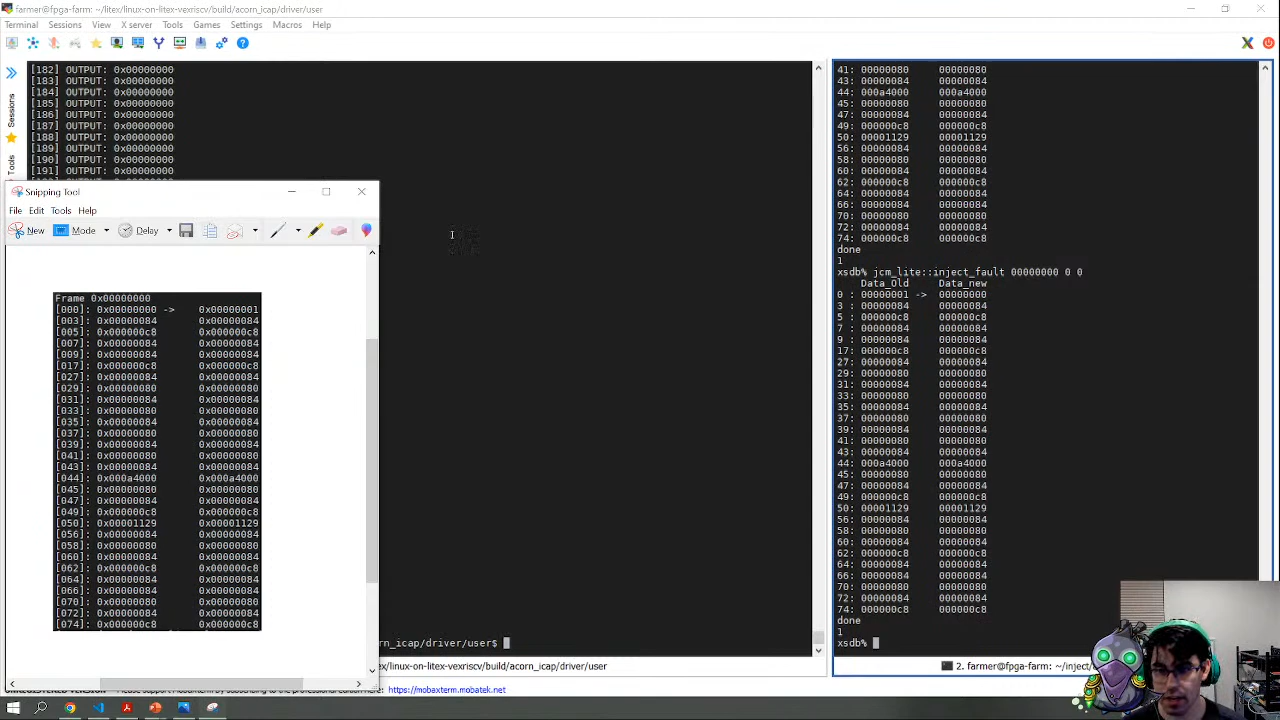 farmer@fpga-farm: ~/litex/linux-on-litex-vexriscv/build/acorn_icap/driver/user
Terminal Sessions View X server Tools Games Settings Macros Help
Sessions
Tools
[182] OUTPUT: 0x00000000
[183] OUTPUT: 0x00000000
[184] OUTPUT: 0x00000000
[185] OUTPUT: 0x00000000
[186] OUTPUT: 0x00000000
[187] OUTPUT: 0x00000000
[188] OUTPUT: 0x00000000
[189] OUTPUT: 0x00000000
[190] OUTPUT: 0x00000000
[191] OUTPUT: 0x00000000
Snipping Tool
File Edit Tools Help
New Mode Delay
Frame 0x00000000
[000]: 0x00000000 -> 0x00000001
[003]: 0x00000084 0x00000084
[005]: 0x000000c8 0x000000c8
[007]: 0x00000084 0x00000084
[009]: 0x00000084 0x00000084
[017]: 0x000000c8 0x000000c8
[027]: 0x00000084 0x00000084
[029]: 0x00000080 0x00000080
[031]: 0x00000084 0x00000084
[033]: 0x00000080 0x00000080
[035]: 0x00000084 0x00000084
[037]: 0x00000080 0x00000080
[039]: 0x00000084 0x00000084
[041]: 0x00000080 0x00000080
[043]: 0x00000084 0x00000084
[044]: 0x000a4000 0x000a4000
[045]: 0x00000080 0x00000080
[047]: 0x00000084 0x00000084
[049]: 0x000000c8 0x000000c8
[050]: 0x00001129 0x00001129
[056]: 0x00000084 0x00000084
[058]: 0x00000080 0x00000080
[060]: 0x00000084 0x00000084
[062]: 0x000000c8 0x000000c8
[064]: 0x00000084 0x00000084
[066]: 0x00000084 0x00000084
[070]: 0x00000080 0x00000080
[072]: 0x00000084 0x00000084
[074]: 0x000000c8 0x000000c8
rn_icap/driver/user$
ex/linux-on-litex-vexriscv/build/acorn_icap/driver/user
https://mobaxterm.mobatek.net
41: 00000080 00000080
43: 00000084 00000084
44: 000a4000 000a4000
45: 00000080 00000080
47: 00000084 00000084
49: 000000c8 000000c8
50: 00001129 00001129
56: 00000084 00000084
58: 00000080 00000080
60: 00000084 00000084
62: 000000c8 000000c8
64: 00000084 00000084
66: 00000084 00000084
70: 00000080 00000080
72: 00000084 00000084
74: 000000c8 000000c8
done
1
xsdb% jcm_lite::inject_fault 00000000 0 0
Data_Old Data_new
0 : 00000001 -> 00000000
3 : 00000084 00000084
5 : 000000c8 000000c8
7 : 00000084 00000084
9 : 00000084 00000084
17: 000000c8 000000c8
27: 00000084 00000084
29: 00000080 00000080
31: 00000084 00000084
33: 00000080 00000080
35: 00000084 00000084
37: 00000080 00000080
39: 00000084 00000084
41: 00000080 00000080
43: 00000084 00000084
44: 000a4000 000a4000
45: 00000080 00000080
47: 00000084 00000084
49: 000000c8 000000c8
50: 00001129 00001129
56: 00000084 00000084
58: 00000080 00000080
60: 00000084 00000084
62: 000000c8 000000c8
64: 00000084 00000084
66: 00000084 00000084
70: 00000080 00000080
72: 00000084 00000084
74: 000000c8 000000c8
done
1
xsdb%
2. farmer@fpga-farm: ~/inject/